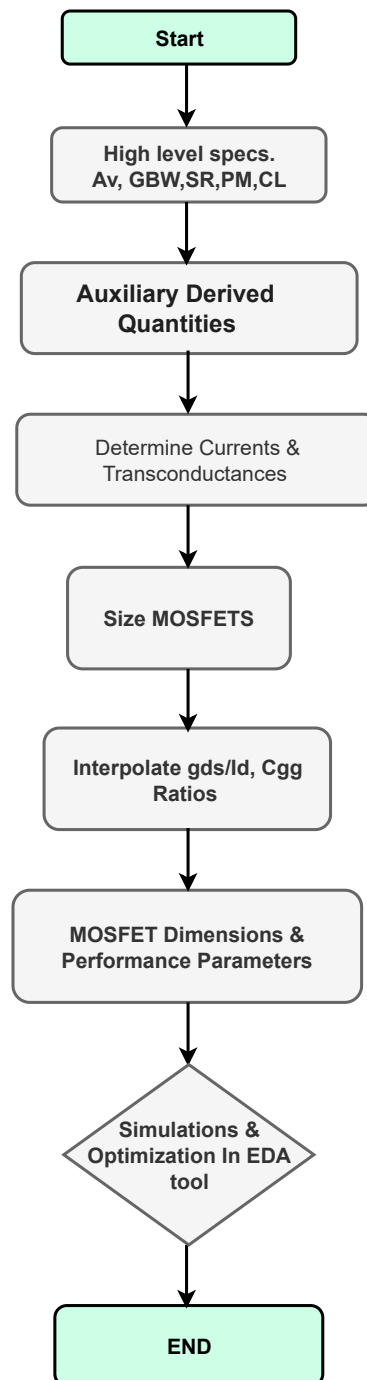 Start
High level specs.
Av, GBW,SR,PM,CL
Auxiliary Derived
Quantities
Determine Currents &
Transconductances
Size MOSFETS
Interpolate gds/Id, Cgg
Ratios
MOSFET Dimensions &
Performance Parameters
Simulations &
Optimization In EDA
tool
END